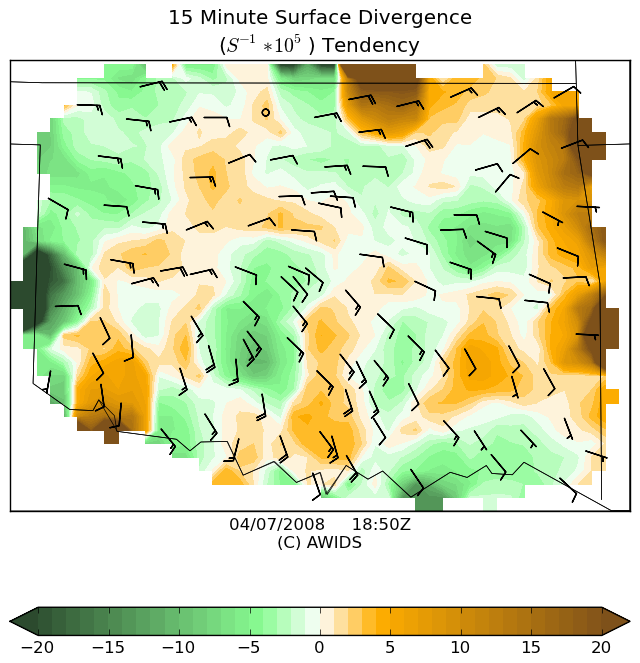 15 Minute Surface Divergence
(S⁻¹ * 10⁵ ) Tendency
04/07/2008 18:50Z
(C) AWIDS
−20 −15 −10 −5 0 5 10 15 20